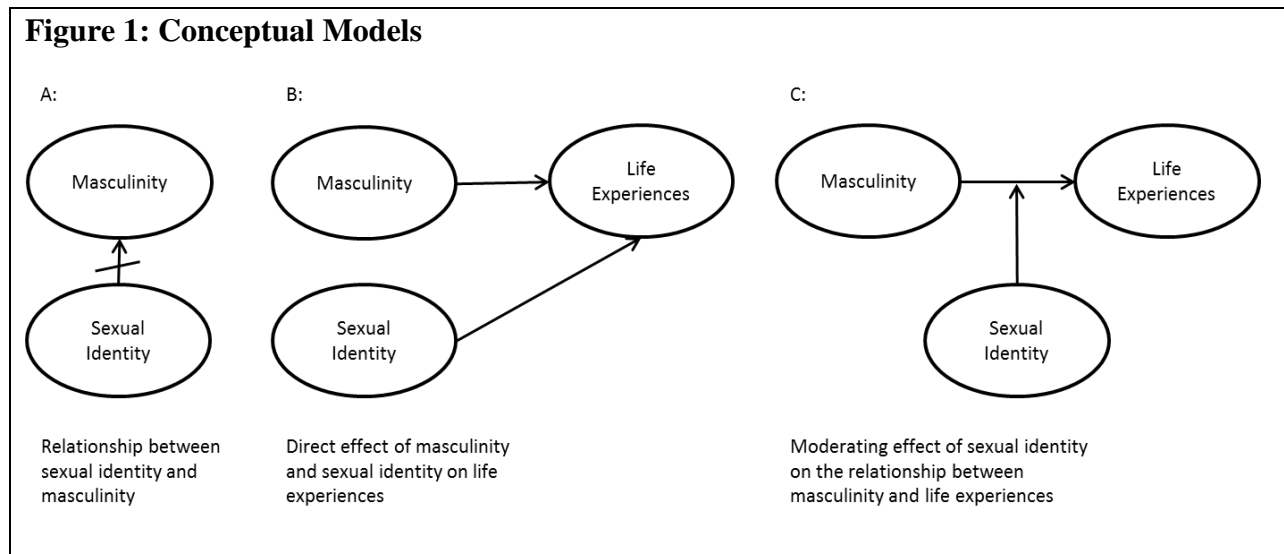 Figure 1: Conceptual Models
A:
Masculinity
Sexual
Identity
Relationship between
sexual identity and
masculinity
B:
Masculinity
Life
Experiences
Sexual
Identity
Direct effect of masculinity
and sexual identity on life
experiences
C:
Masculinity
Life
Experiences
Sexual
Identity
Moderating effect of sexual identity
on the relationship between
masculinity and life experiences